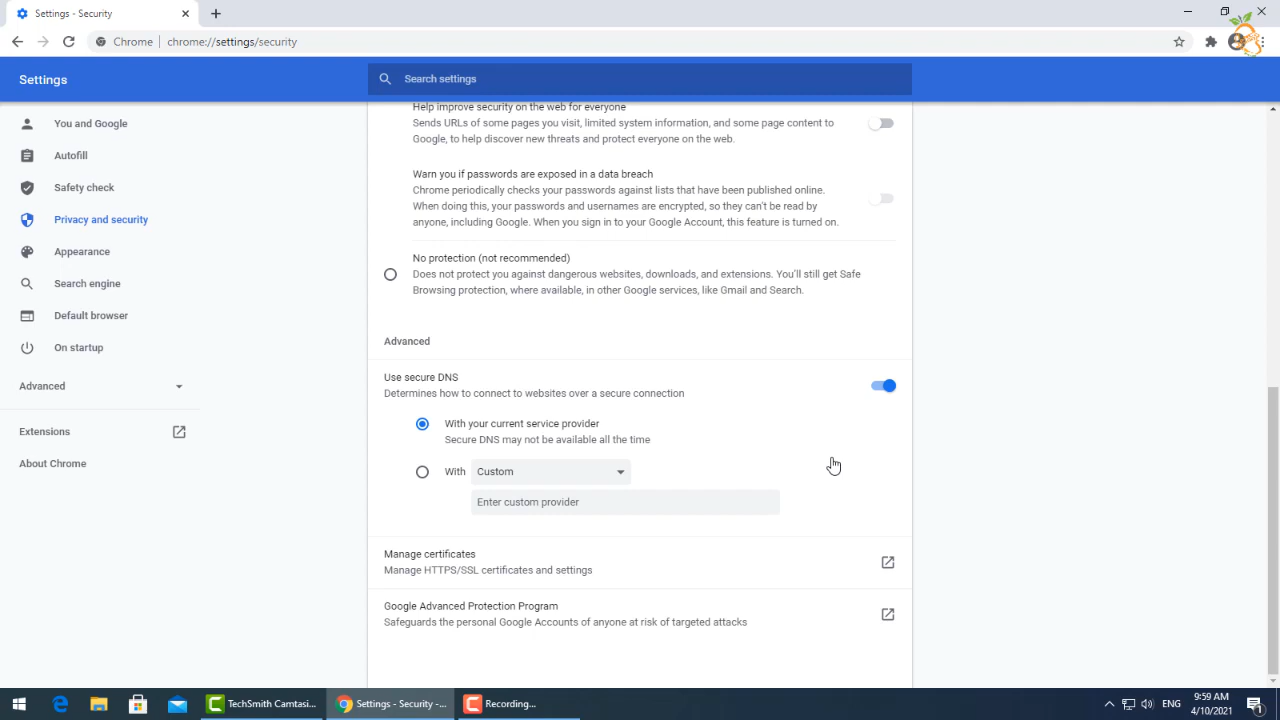 Settings - Security
Chrome
chrome://settings/security
Settings
Search settings
You and Google
Autofill
Safety check
Privacy and security
Appearance
Search engine
Default browser
On startup
Advanced
Extensions
About Chrome
Help improve security on the web for everyone
Sends URLs of some pages you visit, limited system information, and some page content to
Google, to help discover new threats and protect everyone on the web.
Warn you if passwords are exposed in a data breach
Chrome periodically checks your passwords against lists that have been published online.
When doing this, your passwords and usernames are encrypted, so they can't be read by
anyone, including Google. When you sign in to your Google Account, this feature is turned on.
No protection (not recommended)
Does not protect you against dangerous websites, downloads, and extensions. You'll still get Safe
Browsing protection, where available, in other Google services, like Gmail and Search.
Advanced
Use secure DNS
Determines how to connect to websites over a secure connection
With your current service provider
Secure DNS may not be available all the time
With
Custom
Enter custom provider
Manage certificates
Manage HTTPS/SSL certificates and settings
Google Advanced Protection Program
Safeguards the personal Google Accounts of anyone at risk of targeted attacks
TechSmith Camtasi...
Settings - Security -...
Recording...
ENG
9:59 AM
4/10/2021
1